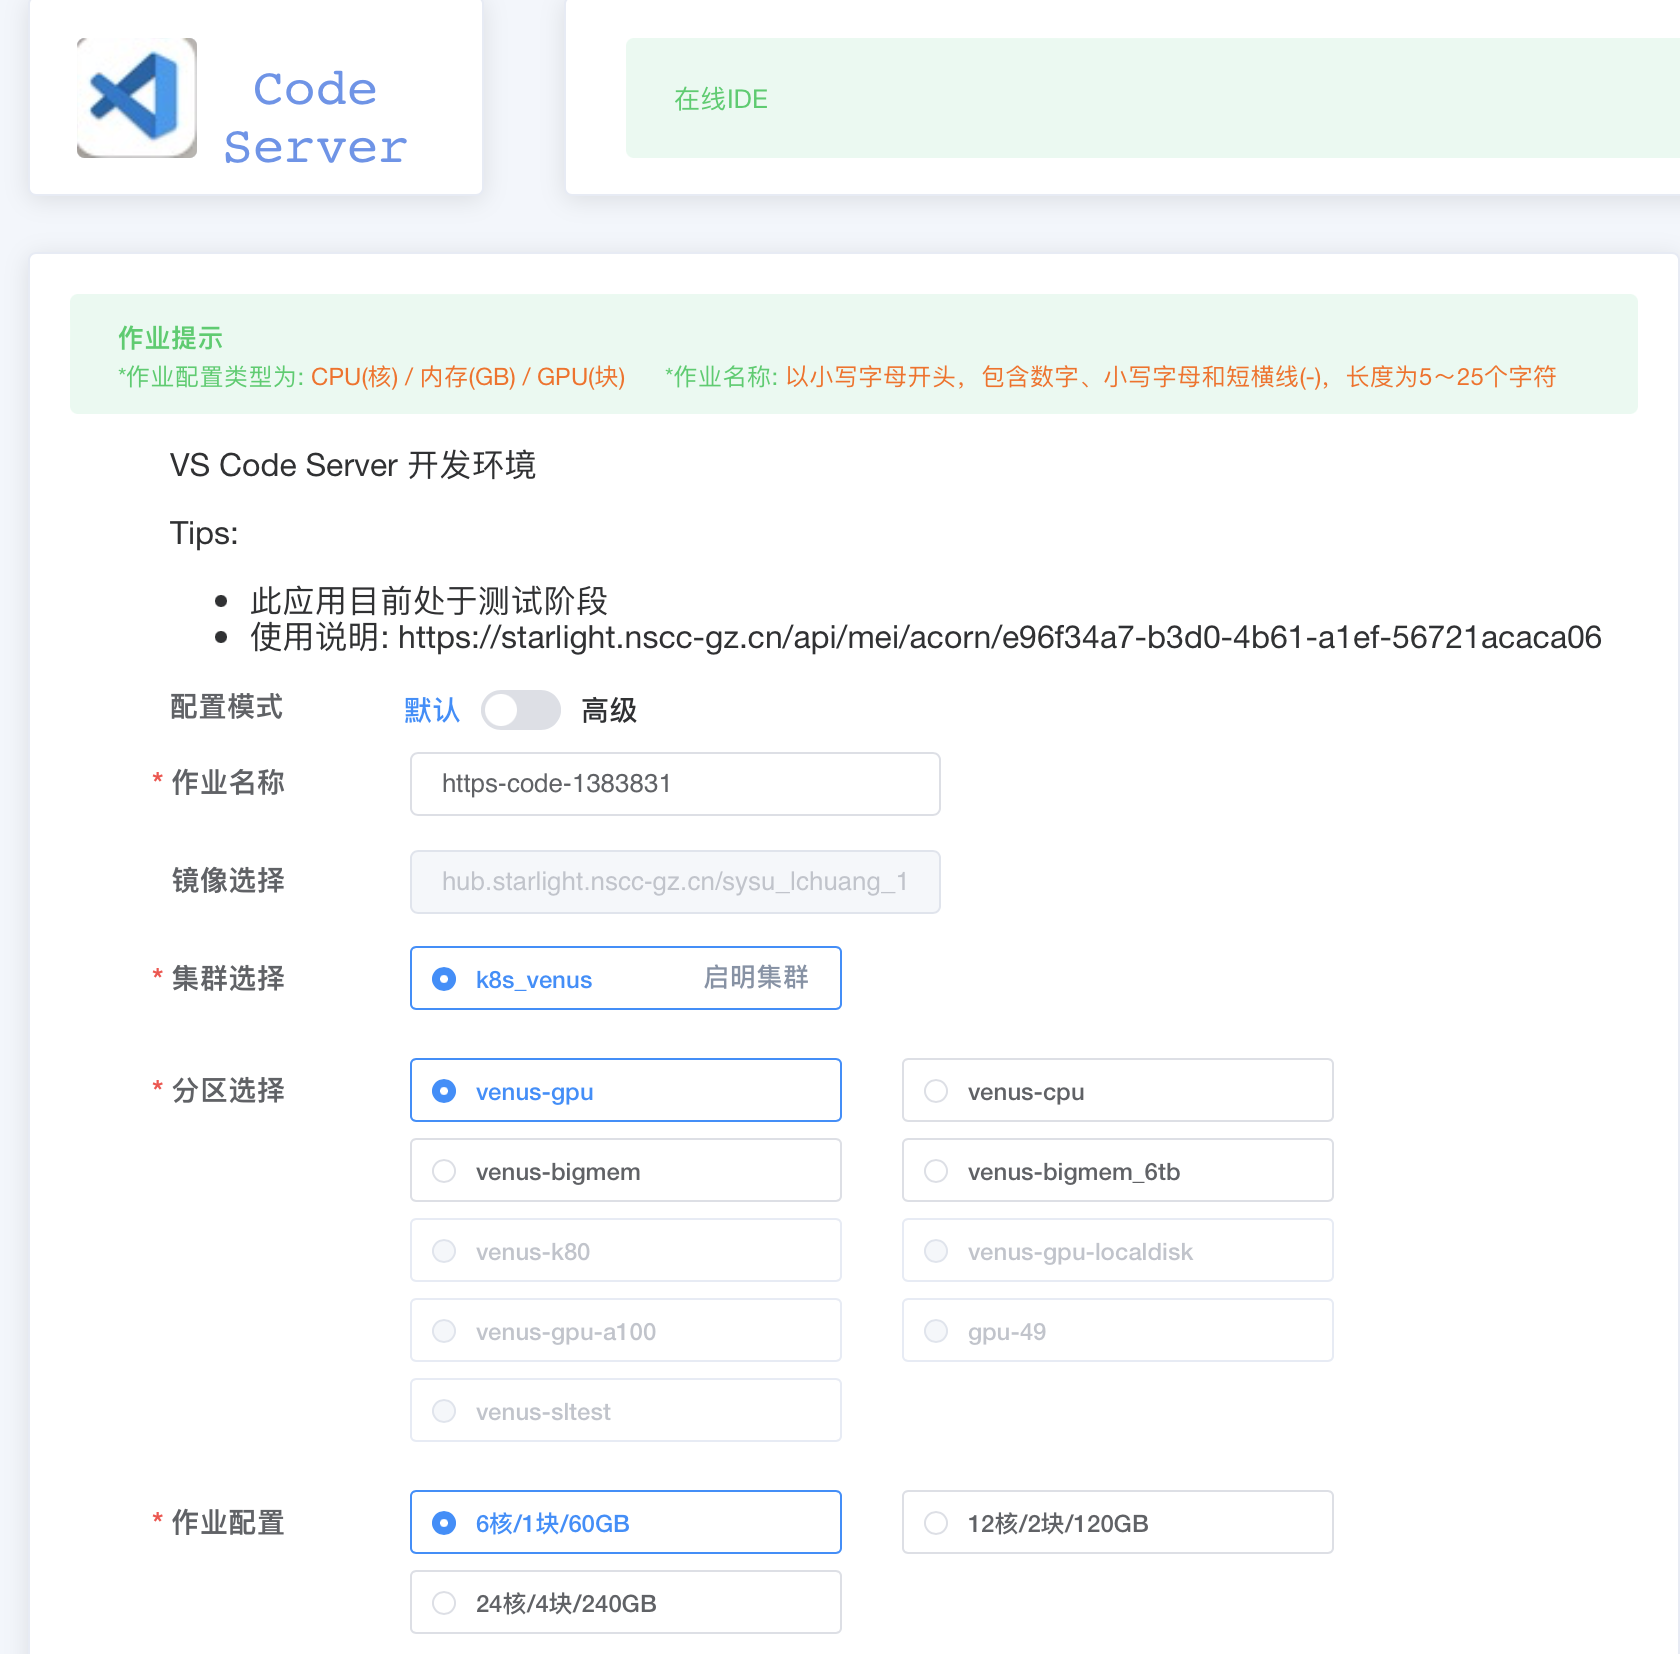 Code
Server
在线IDE
作业提示
*作业配置类型为: CPU(核) / 内存(GB) / GPU(块) *作业名称: 以小写字母开头，包含数字、小写字母和短横线(-)，长度为5～25个字符
VS Code Server 开发环境
Tips:
• 此应用目前处于测试阶段
• 使用说明: https://starlight.nscc-gz.cn/api/mei/acorn/e96f34a7-b3d0-4b61-a1ef-56721acaca06
配置模式 默认 高级
* 作业名称 https-code-1383831
镜像选择 hub.starlight.nscc-gz.cn/sysu_lchuang_1
* 集群选择 k8s_venus 启明集群
* 分区选择 venus-gpu venus-cpu
venus-bigmem venus-bigmem_6tb
venus-k80 venus-gpu-localdisk
venus-gpu-a100 gpu-49
venus-sltest
* 作业配置 6核/1块/60GB 12核/2块/120GB
24核/4块/240GB